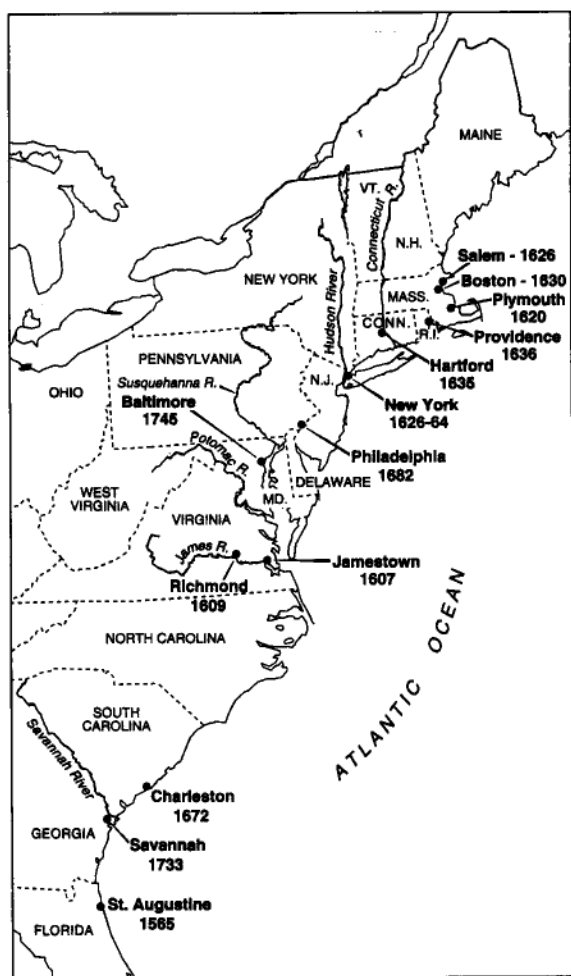 MAINE
VT.
Connecticut R.
N.H.
Salem - 1626
Boston - 1630
NEW YORK
Hudson River
MASS.
Plymouth
1620
CONN.
R.I.
Providence
1636
Hartford
1635
PENNSYLVANIA
N.J.
OHIO
Susquehanna R.
Baltimore
1745
New York
1626-64
Philadelphia
1682
Potomac R.
DELAWARE
MD.
WEST
VIRGINIA
VIRGINIA
James R.
Richmond
1609
Jamestown
1607
NORTH CAROLINA
ATLANTIC OCEAN
SOUTH
CAROLINA
Savannah River
Charleston
1672
GEORGIA
Savannah
1733
St. Augustine
1565
FLORIDA